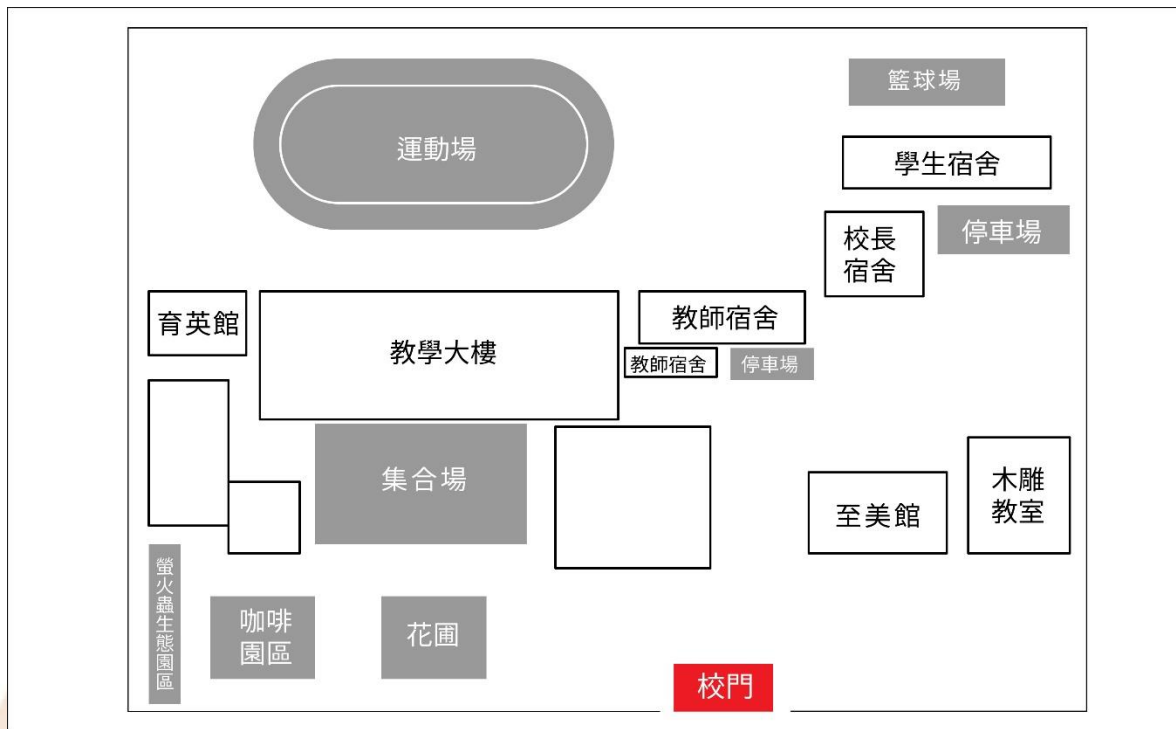 籃球場
運動場
學生宿舍
校長
宿舍
停車場
育英館
教學大樓
教師宿舍
教師宿舍
停車場
集合場
至美館
木雕
教室
螢火蟲生態園區
咖啡
園區
花圃
校門